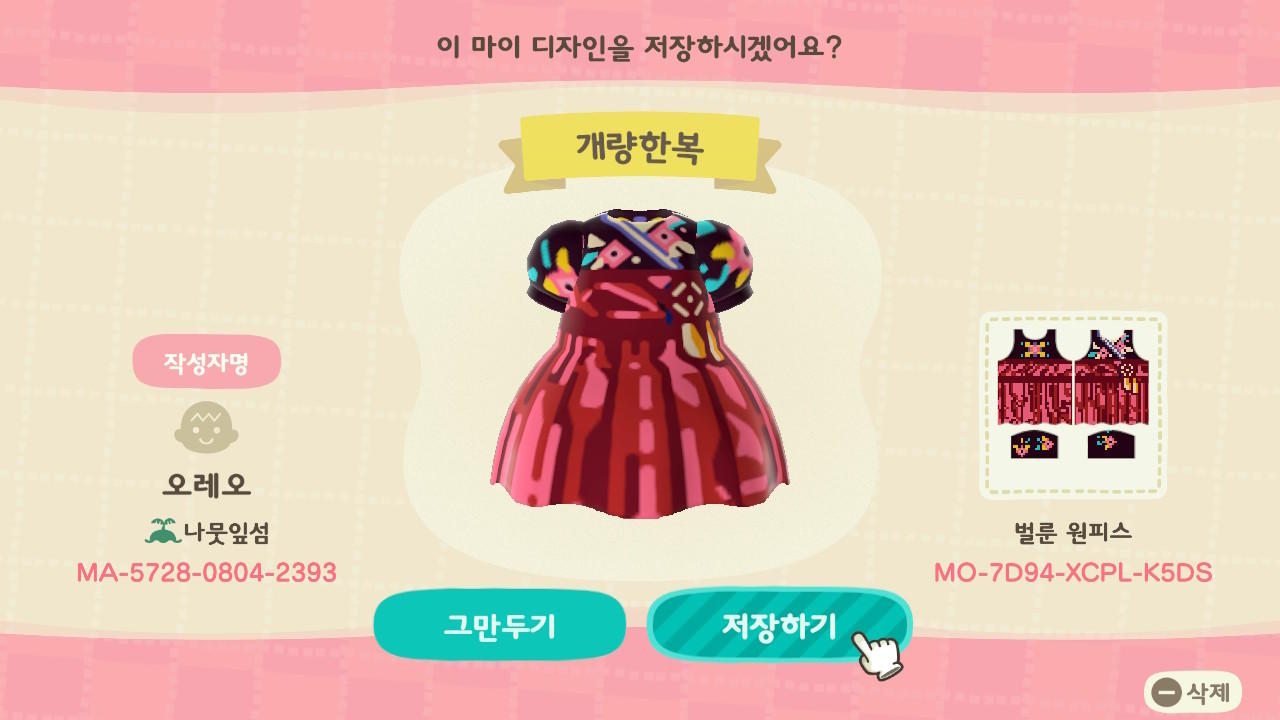 이 마이 디자인을 저장하시겠어요?
개량한복
작성자명
오레오
나뭇잎섬
MA-5728-0804-2393
벌룬 원피스
MO-7D94-XCPL-K5DS
그만두기
저장하기
삭제